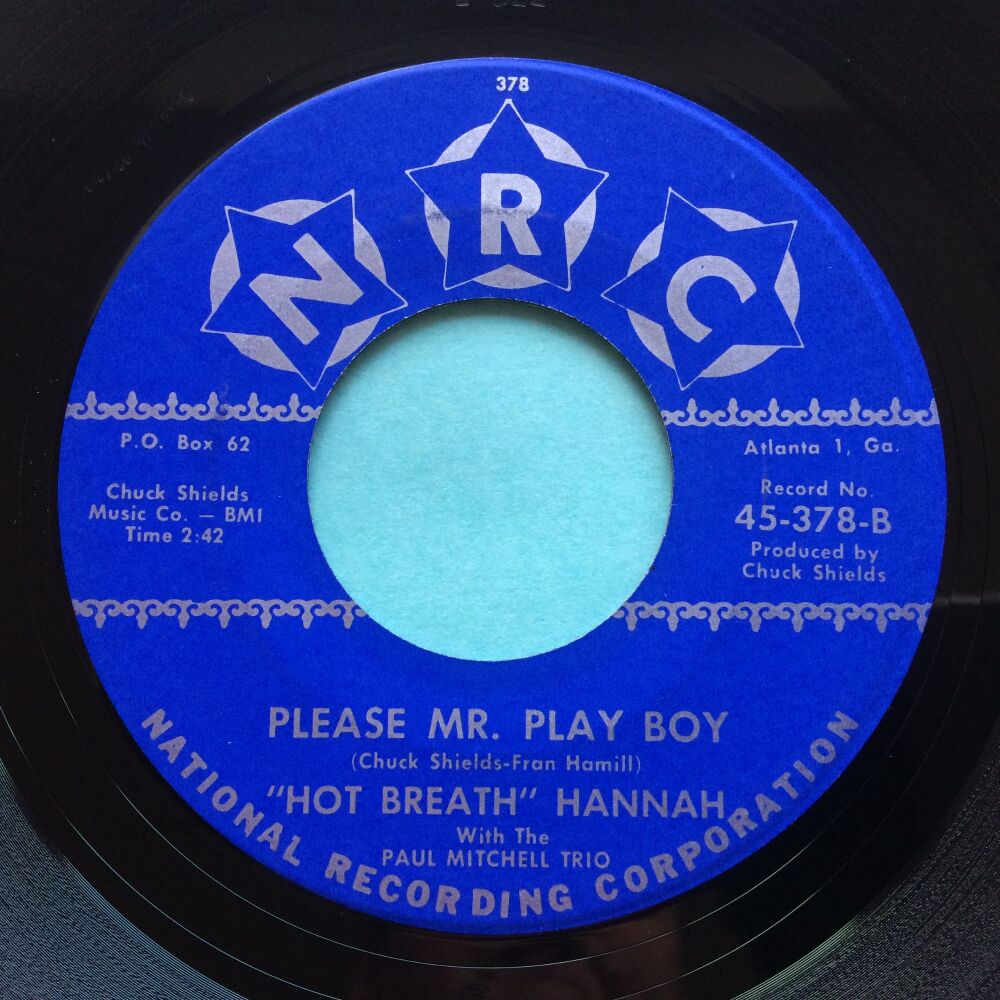 378
N R C
P.O. Box 62
Atlanta 1, Ga.
Chuck Shields
Music Co. — BMI
Time 2:42
Record No.
45-378-B
Produced by
Chuck Shields
PLEASE MR. PLAY BOY
(Chuck Shields-Fran Hamill)
"HOT BREATH" HANNAH
With The
PAUL MITCHELL TRIO
NATIONAL RECORDING CORPORATION